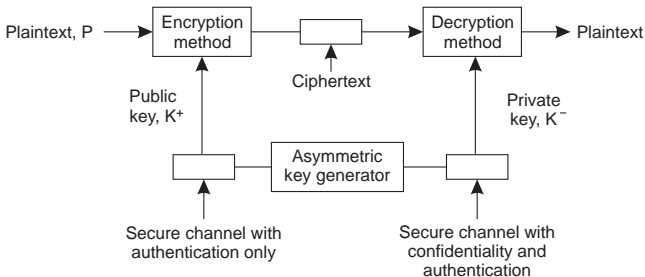 Plaintext, P
Encryption
method
Ciphertext
Decryption
method
Plaintext
Public
key, K⁺
Private
key, K⁻
Asymmetric
key generator
Secure channel with
authentication only
Secure channel with
confidentiality and
authentication